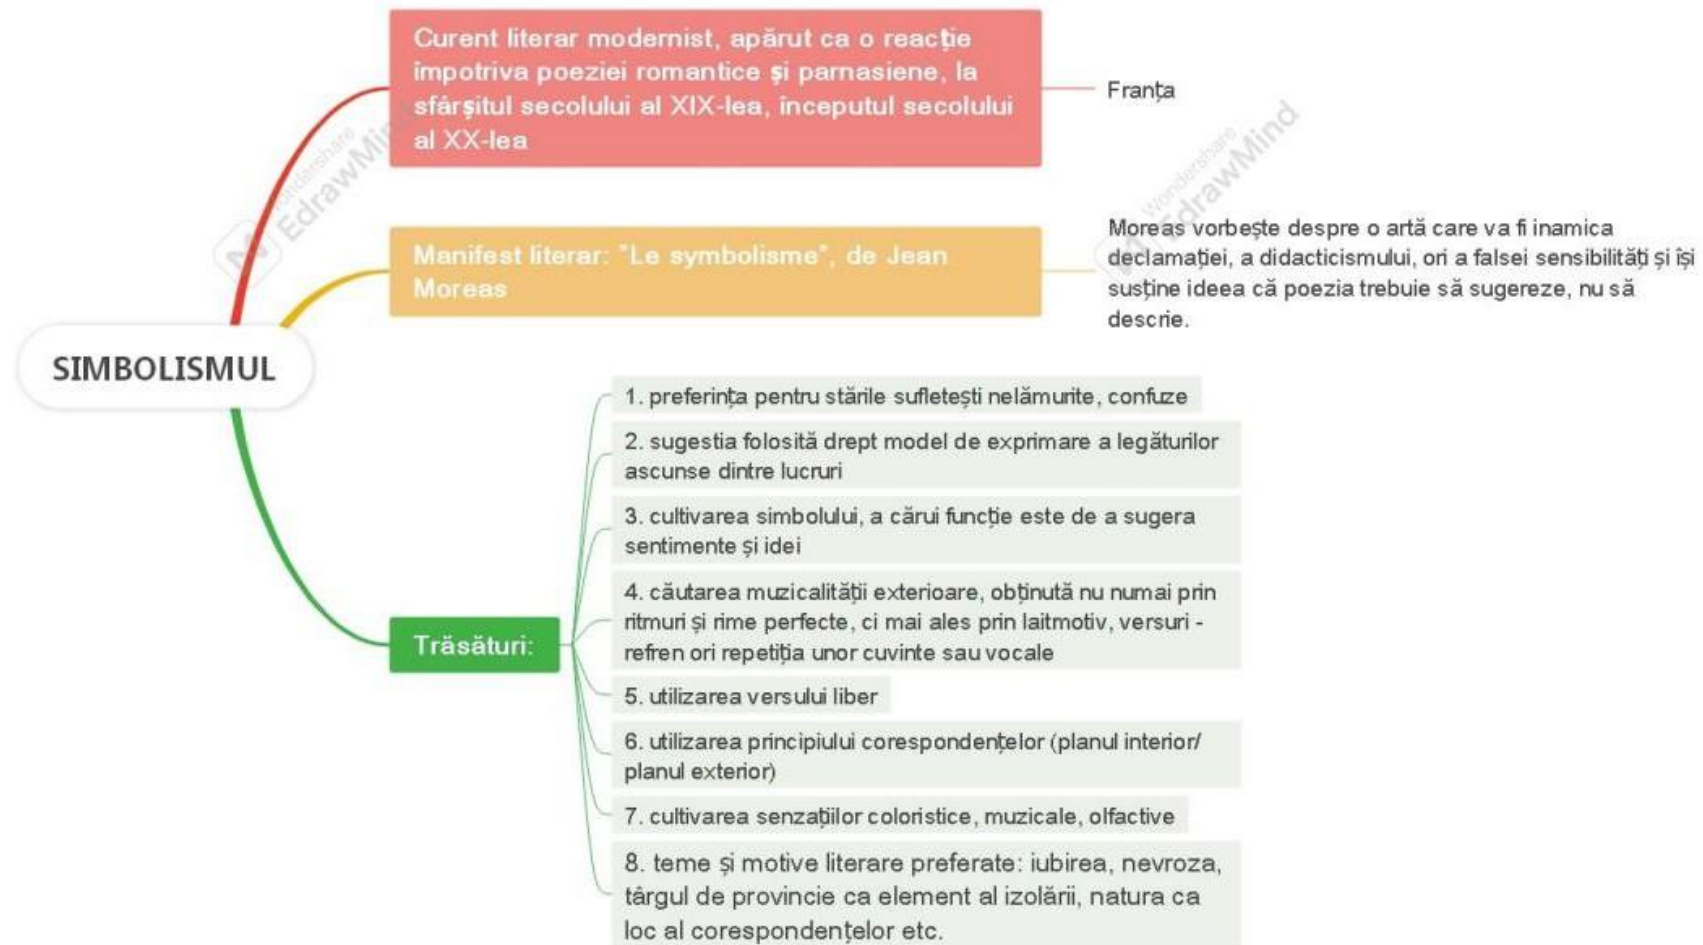 Curent literar modernist, apărut ca o reacție
împotriva poeziei romantice și parnasiene, la
sfârșitul secolului al XIX-lea, începutul secolului
al XX-lea
Franța
Wondershare
EdrawMind
Wondershare
EdrawMind
Manifest literar: "Le symbolisme", de Jean
Moreas
Moreas vorbește despre o artă care va fi inamica
declamației, a didacticismului, ori a falsei sensibilități și își
susține ideea că poezia trebuie să sugereze, nu să
descrie.
SIMBOLISMUL
Trăsături:
1. preferința pentru stările sufletești nelămurite, confuze
2. sugestia folosită drept model de exprimare a legăturilor
ascunse dintre lucruri
3. cultivarea simbolului, a cărui funcție este de a sugera
sentimente și idei
4. căutarea muzicalității exterioare, obținută nu numai prin
ritmuri și rime perfecte, ci mai ales prin laitmotiv, versuri -
refren ori repetiția unor cuvinte sau vocale
5. utilizarea versului liber
6. utilizarea principiului corespondențelor (planul interior/
planul exterior)
7. cultivarea senzațiilor coloristice, muzicale, olfactive
8. teme și motive literare preferate: iubirea, nevroza,
târgul de provincie ca element al izolării, natura ca
loc al corespondențelor etc.